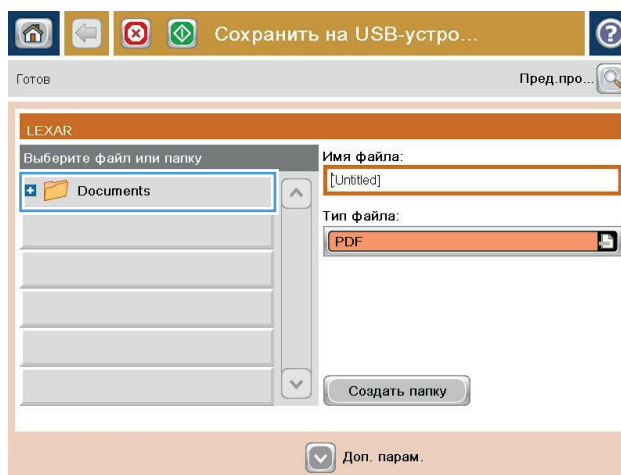 Сохранить на USB-устро...
Готов
Пред.про...
LEXAR
Выберите файл или папку
Имя файла:
Documents
[Untitled]
Тип файла:
PDF
Создать папку
Доп. парам.